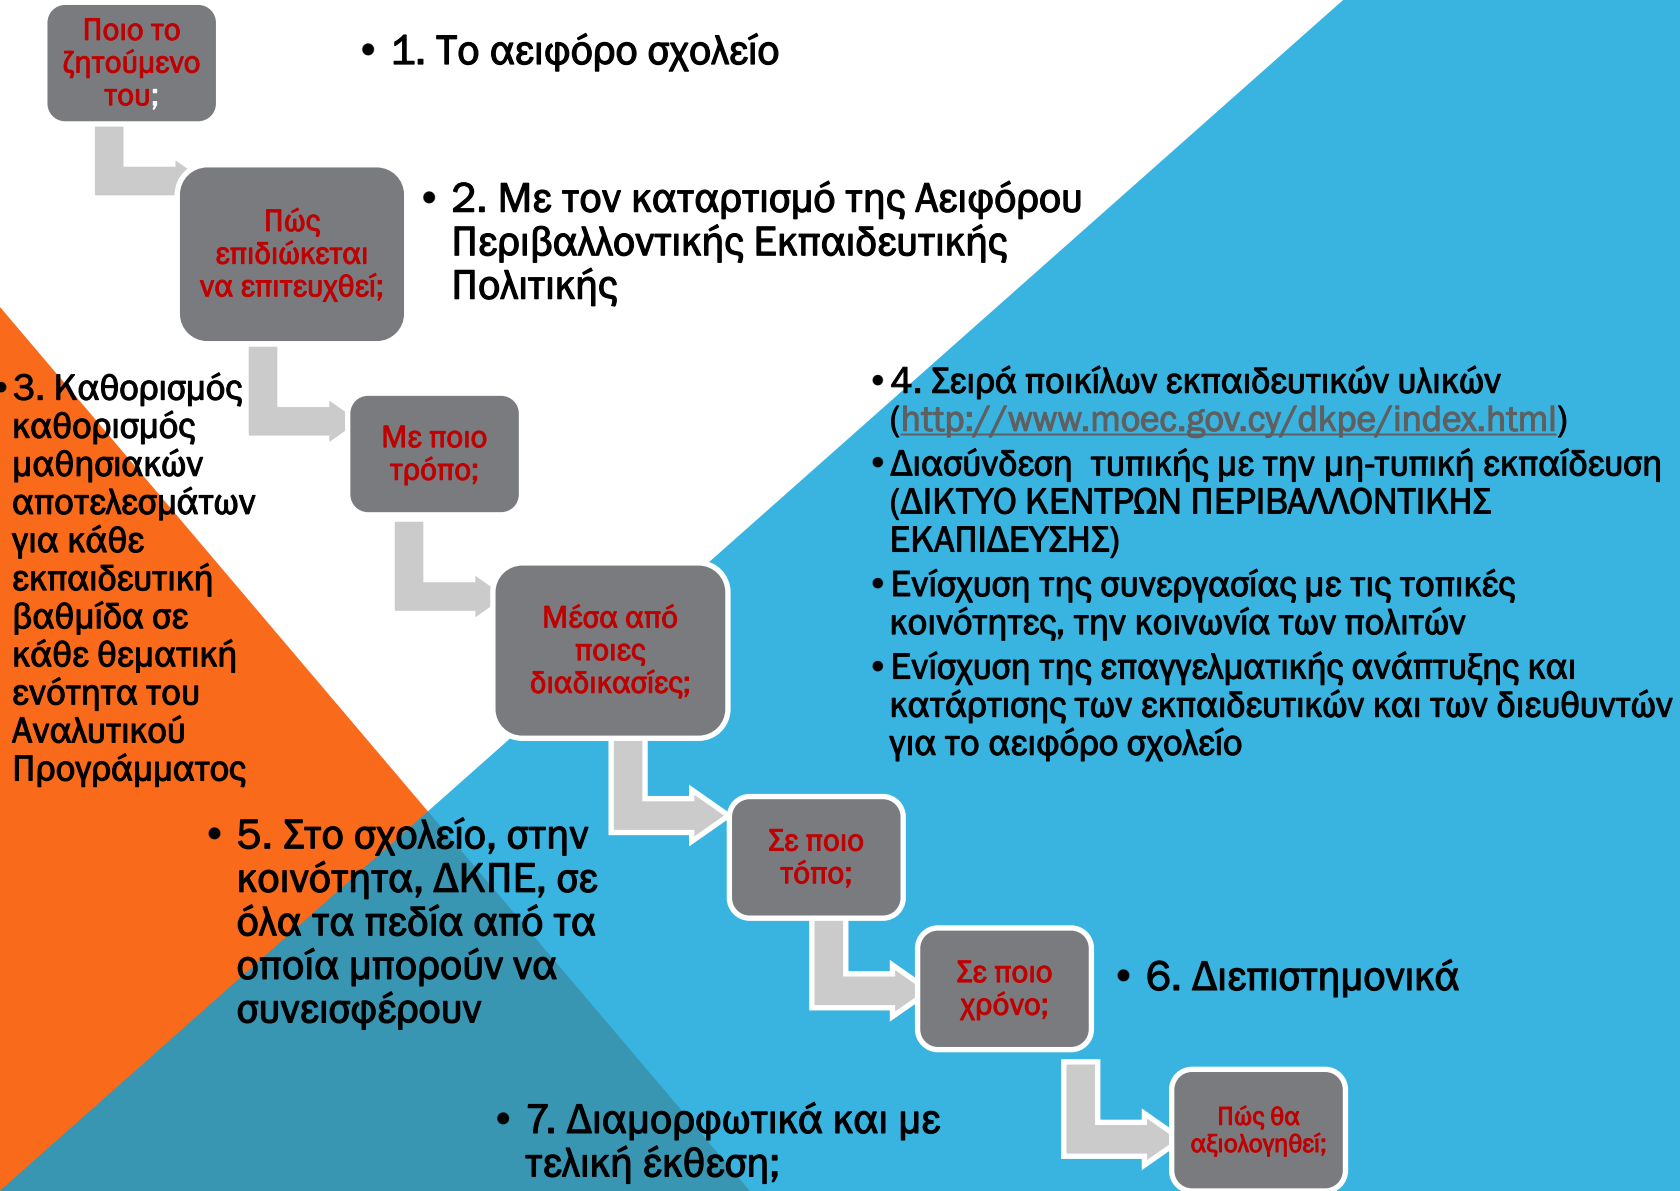 Ποιο το
ζητούμενο
του;
• 1. Το αειφόρο σχολείο
Πώς
επιδιώκεται
να επιτευχθεί;
• 2. Με τον καταρτισμό της Αειφόρου
Περιβαλλοντικής Εκπαιδευτικής
Πολιτικής
Με ποιο
τρόπο;
• 3. Καθορισμός
καθορισμός
μαθησιακών
αποτελεσμάτων
για κάθε
εκπαιδευτική
βαθμίδα σε
κάθε θεματική
ενότητα του
Αναλυτικού
Προγράμματος
Μέσα από
ποιες
διαδικασίες;
• 4. Σειρά ποικίλων εκπαιδευτικών υλικών
(http://www.moec.gov.cy/dkpe/index.html)
• Διασύνδεση τυπικής με την μη-τυπική εκπαίδευση
(ΔΙΚΤΥΟ ΚΕΝΤΡΩΝ ΠΕΡΙΒΑΛΛΟΝΤΙΚΗΣ
ΕΚΑΠΙΔΕΥΣΗΣ)
• Ενίσχυση της συνεργασίας με τις τοπικές
κοινότητες, την κοινωνία των πολιτών
• Ενίσχυση της επαγγελματικής ανάπτυξης και
κατάρτισης των εκπαιδευτικών και των διευθυντών
για το αειφόρο σχολείο
Σε ποιο
τόπο;
• 5. Στο σχολείο, στην
κοινότητα, ΔΚΠΕ, σε
όλα τα πεδία από τα
οποία μπορούν να
συνεισφέρουν
Σε ποιο
χρόνο;
• 6. Διεπιστημονικά
Πώς θα
αξιολογηθεί;
• 7. Διαμορφωτικά και με
τελική έκθεση;